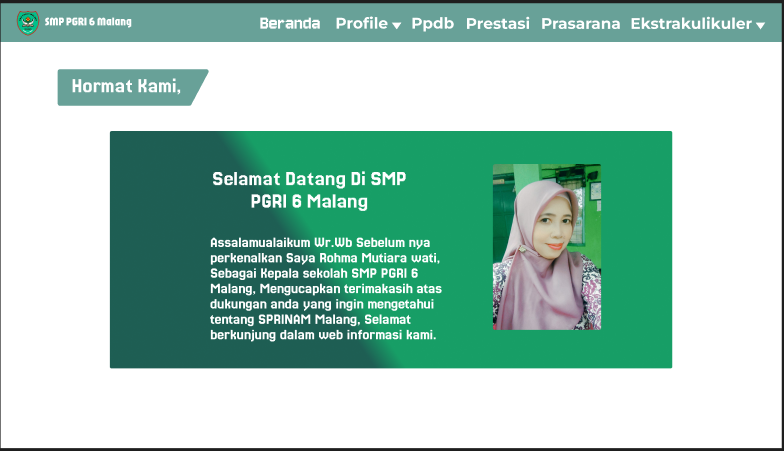 SMP PGRI 6 Malang
Beranda Profile Ppdb Prestasi Prasarana Ekstrakulikuler
Hormat Kami,
Selamat Datang Di SMP
PGRI 6 Malang
Assalamualaikum Wr.Wb Sebelum nya
perkenalkan Saya Rohma Mutiara wati,
Sebagai Kepala sekolah SMP PGRI 6
Malang, Mengucapkan terimakasih atas
dukungan anda yang ingin mengetahui
tentang SPRINAM Malang, Selamat
berkunjung dalam web informasi kami.